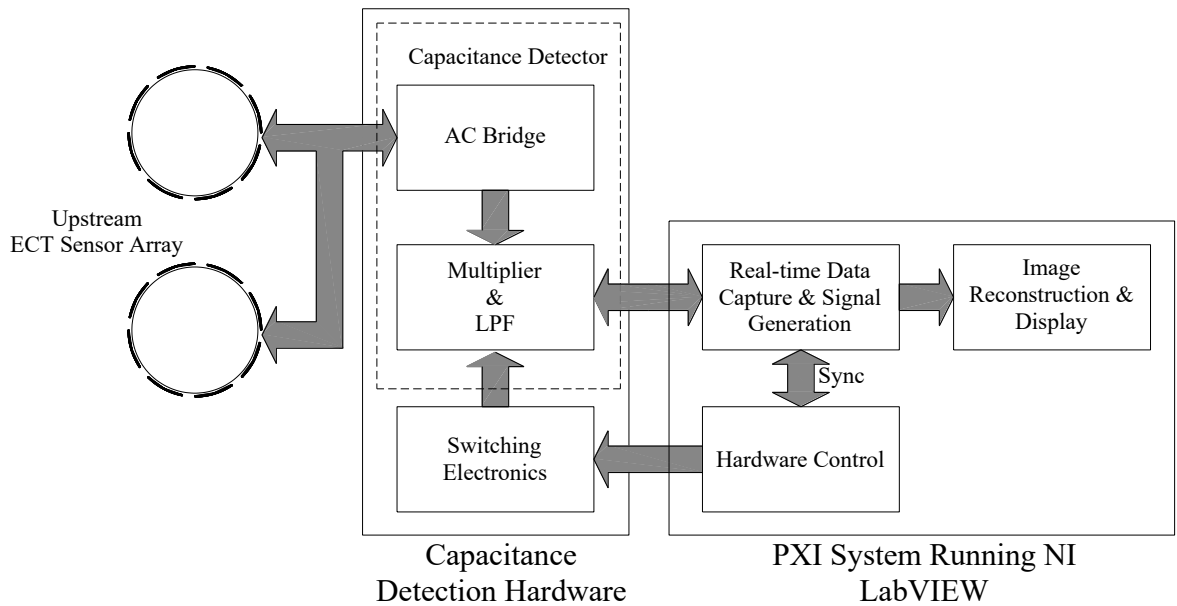 Capacitance Detector
AC Bridge
Upstream
ECT Sensor Array
Multiplier
&
LPF
Real-time Data
Capture & Signal
Generation
Image
Reconstruction &
Display
Sync
Switching
Electronics
Hardware Control
Capacitance
Detection Hardware
PXI System Running NI
LabVIEW